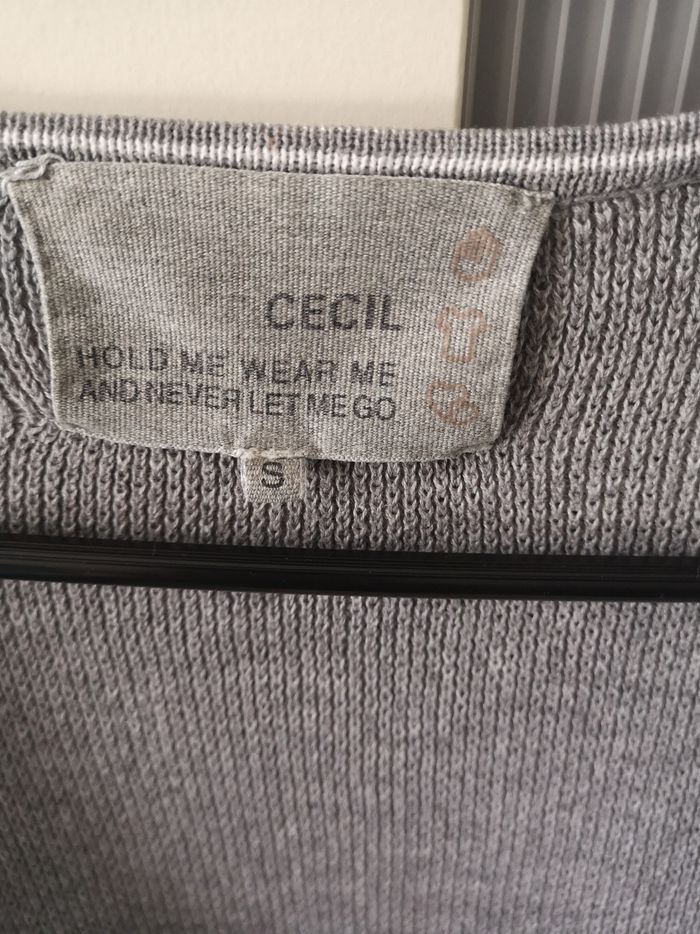 CECIL
HOLD ME WEAR ME
AND NEVER LET ME GO
S